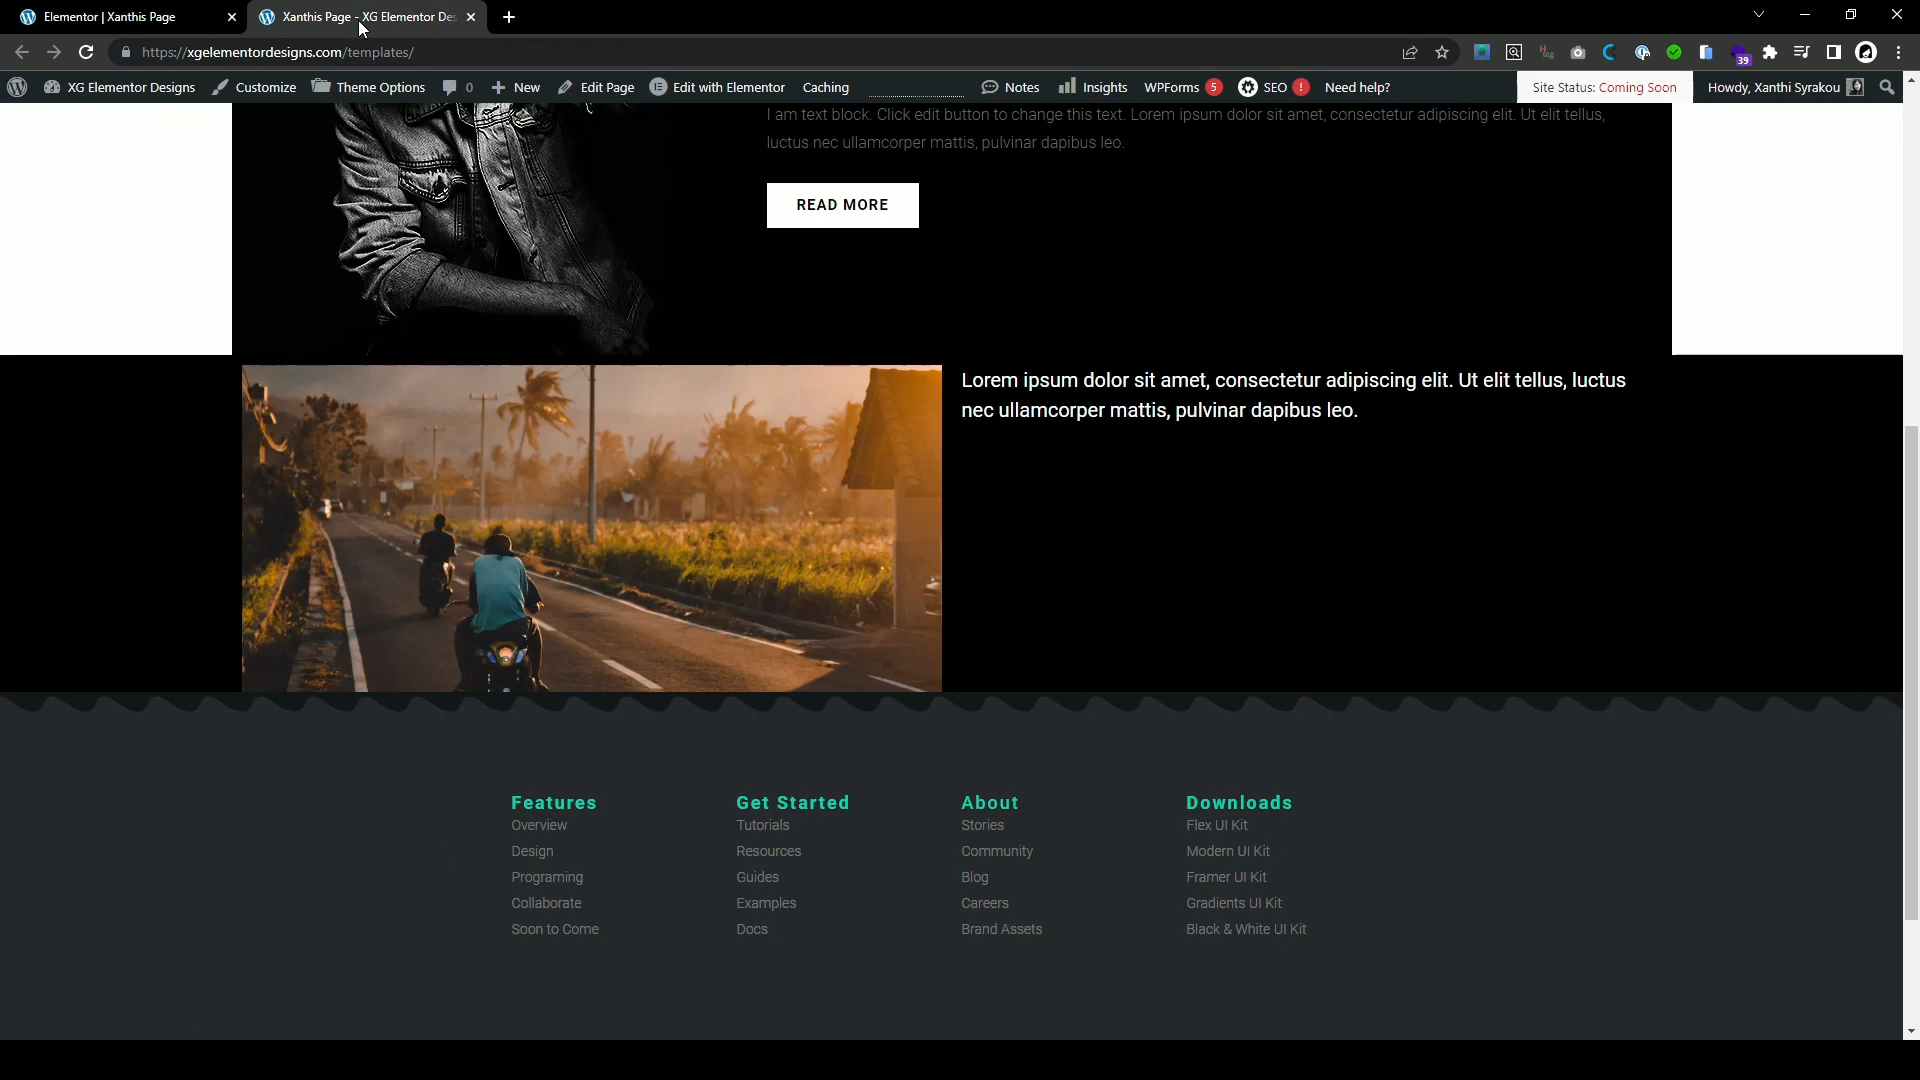 Elementor | Xanthis Page
Xanthis Page - XG Elementor Des
https://xgelementordesigns.com/templates/
39
XG Elementor Designs
Customize
Theme Options
0
New
Edit Page
Edit with Elementor
Caching
Notes
Insights
WPForms 5
SEO !
Need help?
Site Status: Coming Soon
Howdy, Xanthi Syrakou
I am text block. Click edit button to change this text. Lorem ipsum dolor sit amet, consectetur adipiscing elit. Ut elit tellus,
luctus nec ullamcorper mattis, pulvinar dapibus leo.
READ MORE
Lorem ipsum dolor sit amet, consectetur adipiscing elit. Ut elit tellus, luctus
nec ullamcorper mattis, pulvinar dapibus leo.
Features
Overview
Design
Programing
Collaborate
Soon to Come
Get Started
Tutorials
Resources
Guides
Examples
Docs
About
Stories
Community
Blog
Careers
Brand Assets
Downloads
Flex UI Kit
Modern UI Kit
Framer UI Kit
Gradients UI Kit
Black & White UI Kit